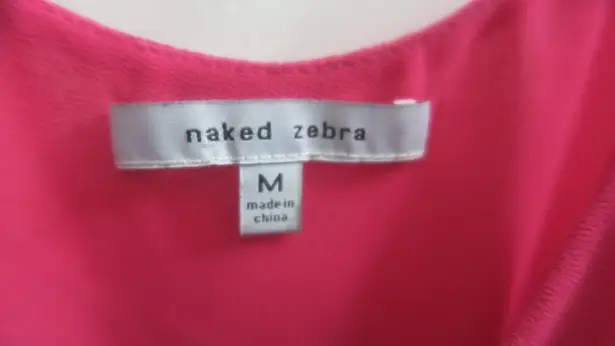 naked zebra
M
made in
china